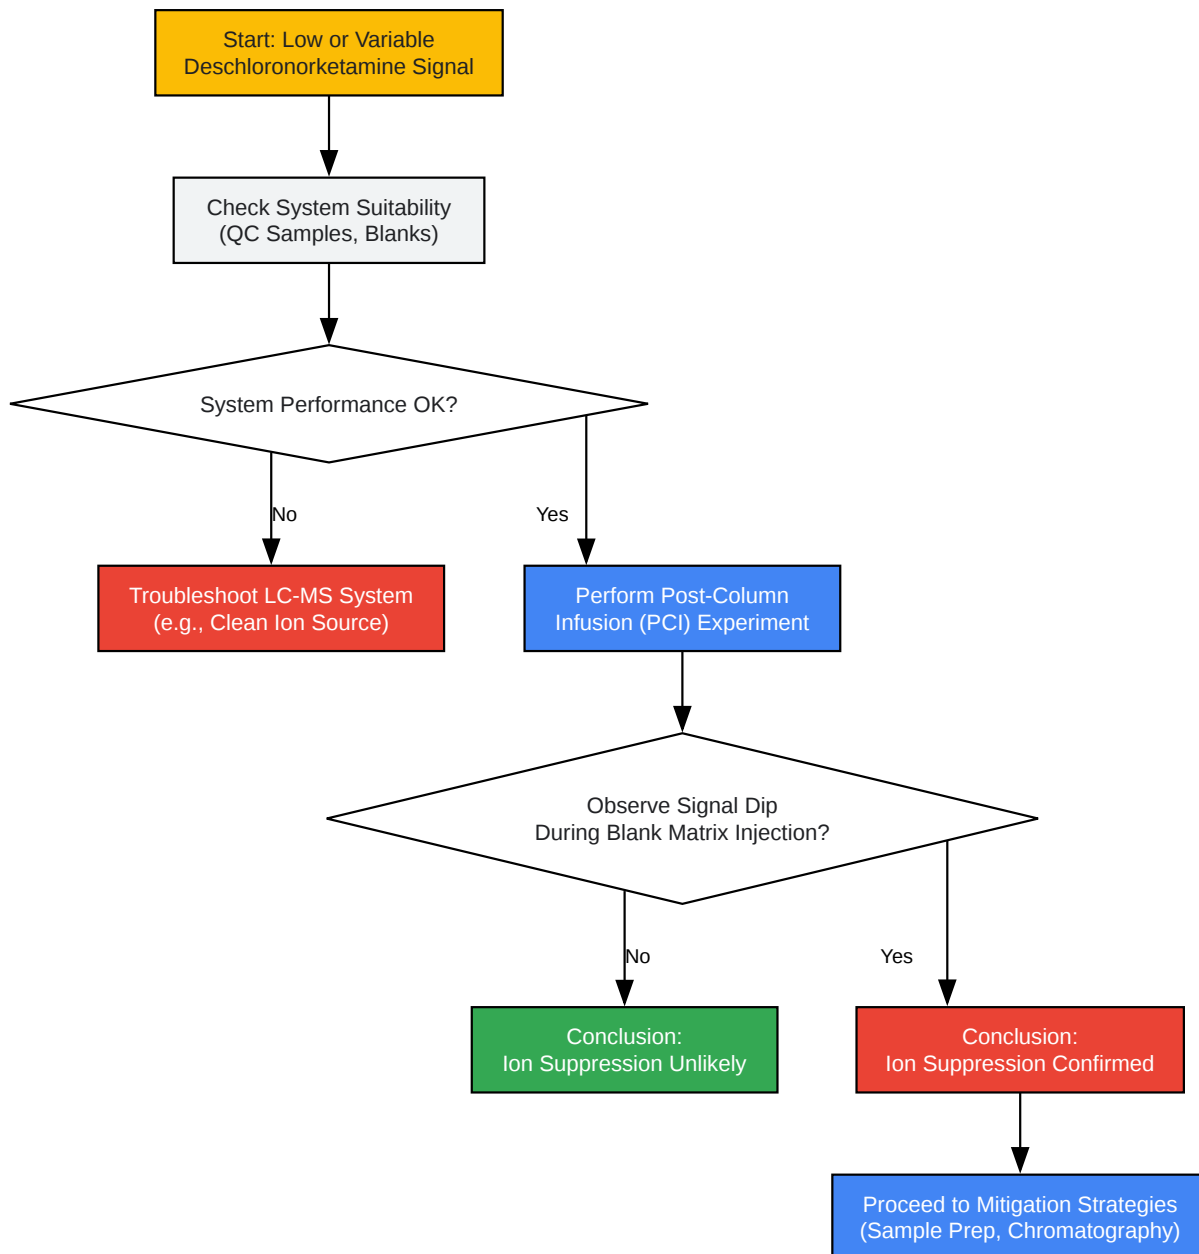 Start: Low or Variable
Deschloronorketamine Signal
Check System Suitability
(QC Samples, Blanks)
System Performance OK?
No
Yes
Troubleshoot LC-MS System
(e.g., Clean Ion Source)
Perform Post-Column
Infusion (PCI) Experiment
Observe Signal Dip
During Blank Matrix Injection?
No
Yes
Conclusion:
Ion Suppression Unlikely
Conclusion:
Ion Suppression Confirmed
Proceed to Mitigation Strategies
(Sample Prep, Chromatography)